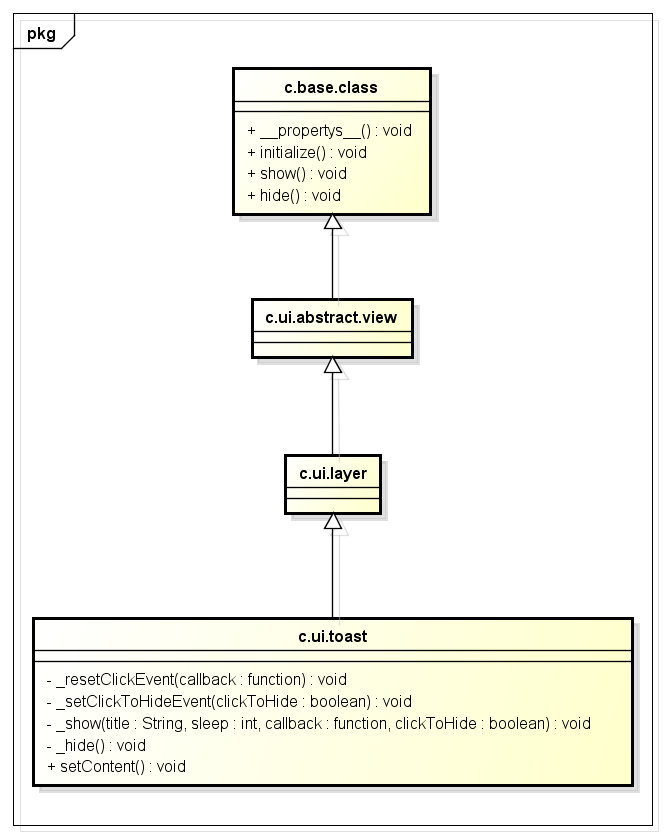 pkg
c.base.class
+ __propertys__() : void
+ initialize() : void
+ show() : void
+ hide() : void
c.ui.abstract.view
c.ui.layer
c.ui.toast
- _resetClickEvent(callback : function) : void
- _setClickToHideEvent(clickToHide : boolean) : void
- _show(title : String, sleep : int, callback : function, clickToHide : boolean) : void
- _hide() : void
+ setContent() : void